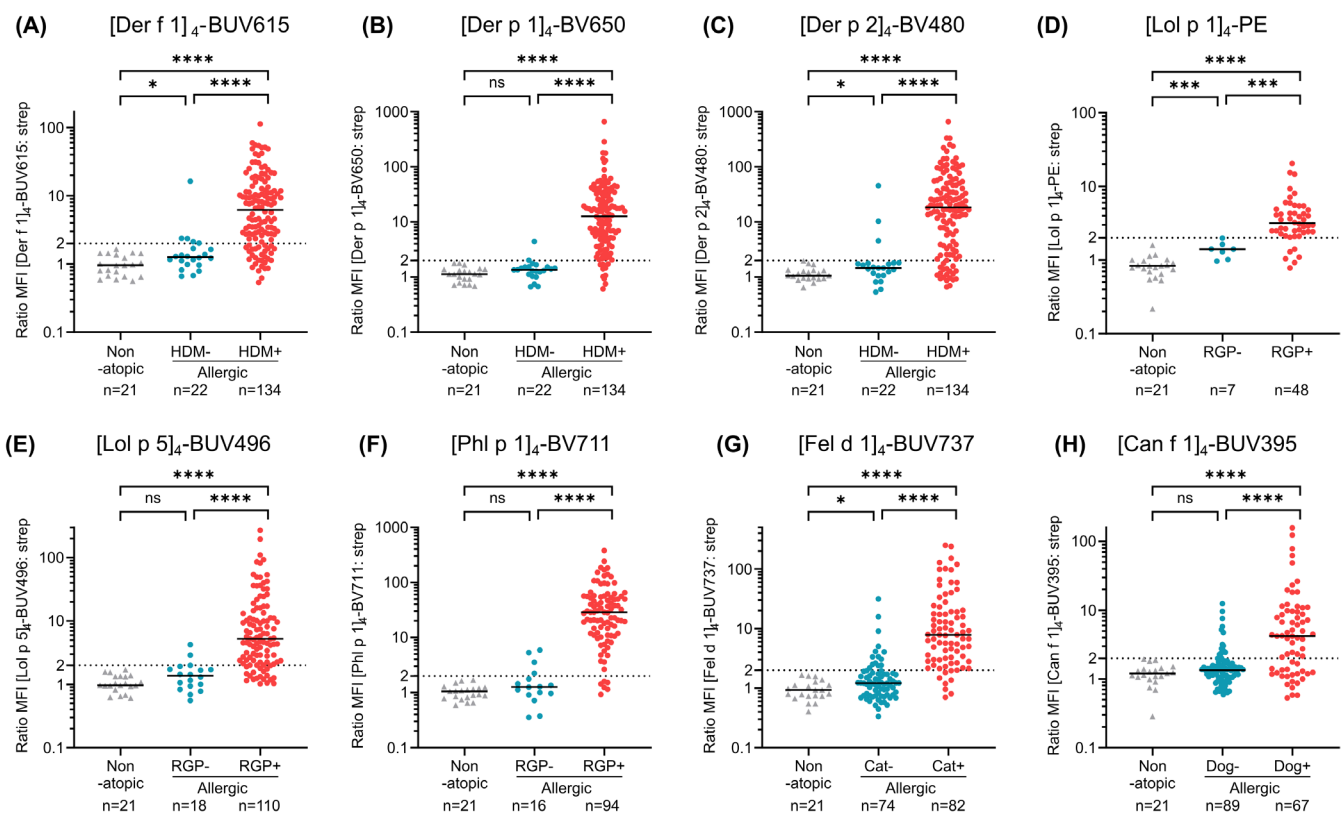 (A) [Der f 1]4-BUV615
****
* ****
Ratio MFI [Der f 1]4-BUV615: strep
100
10
2
1
0.1
Non
-atopic
HDM- HDM+
Allergic
n=21 n=22 n=134
(B) [Der p 1]4-BV650
****
ns ****
Ratio MFI [Der p 1]4-BV650: strep
1000
100
10
2
1
0.1
Non
-atopic
HDM- HDM+
Allergic
n=21 n=22 n=134
(C) [Der p 2]4-BV480
****
* ****
Ratio MFI [Der p 2]4-BV480: strep
1000
100
10
2
1
0.1
Non
-atopic
HDM- HDM+
Allergic
n=21 n=22 n=134
(D) [Lol p 1]4-PE
****
*** ***
Ratio MFI [Lol p 1]4-PE: strep
100
10
2
1
0.1
Non
-atopic
RGP- RGP+
n=21 n=7 n=48
(E) [Lol p 5]4-BUV496
****
ns ****
Ratio MFI [Lol p 5]4-BUV496: strep
100
10
2
1
0.1
Non
-atopic
RGP- RGP+
Allergic
n=21 n=18 n=110
(F) [Phl p 1]4-BV711
****
ns ****
Ratio MFI [Phl p 1]4-BV711: strep
1000
100
10
2
1
0.1
Non
-atopic
RGP- RGP+
Allergic
n=21 n=16 n=94
(G) [Fel d 1]4-BUV737
****
* ****
Ratio MFI [Fel d 1]4-BUV737: strep
100
10
2
1
0.1
Non
-atopic
Cat- Cat+
Allergic
n=21 n=74 n=82
(H) [Can f 1]4-BUV395
****
ns ****
Ratio MFI [Can f 1]4-BUV395: strep
100
10
2
1
0.1
Non
-atopic
Dog- Dog+
Allergic
n=21 n=89 n=67